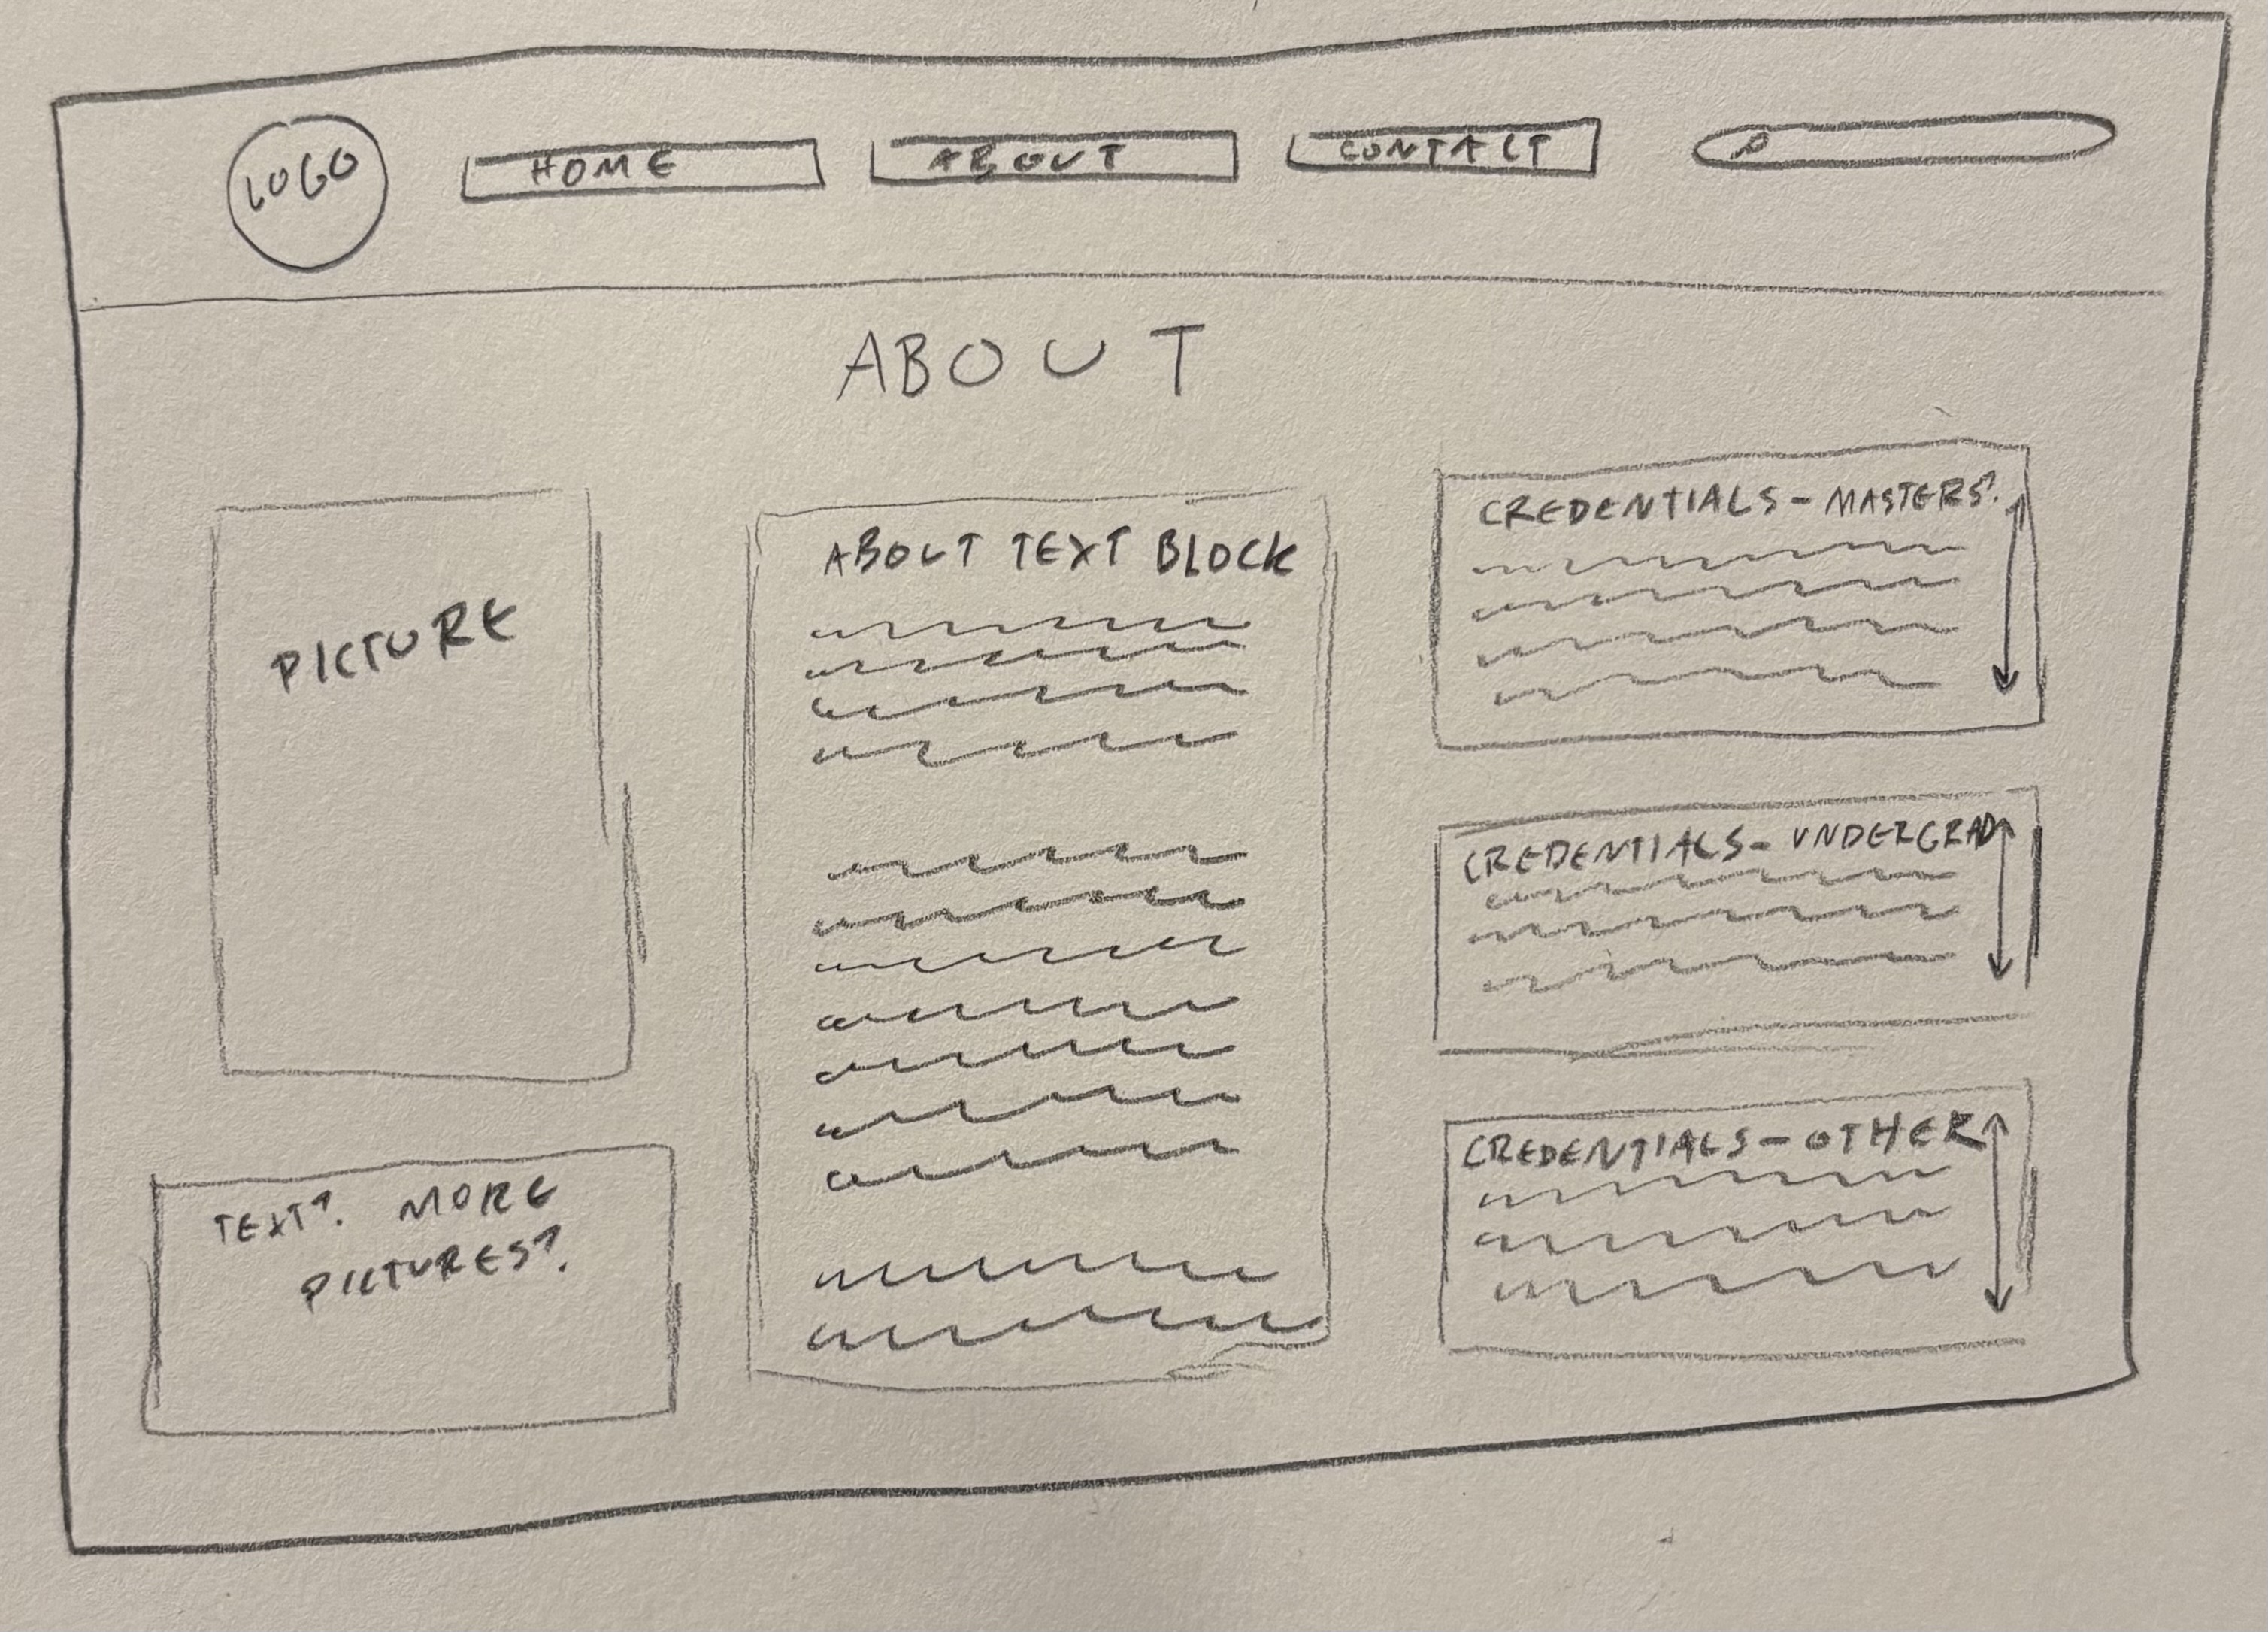 LOGO
HOME
ABOUT
CONTACT
ABOUT
PICTURE
TEXT? MORE
PICTURES?
ABOUT TEXT BLOCK
CREDENTIALS - MASTERS?
CREDENTIALS - UNDERGRAD
CREDENTIALS - OTHER